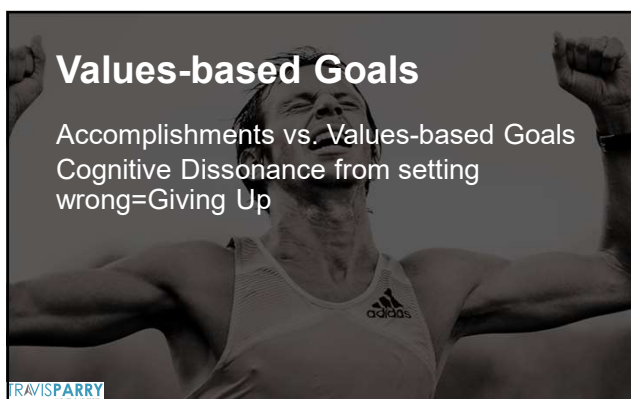 Values-based Goals
Accomplishments vs. Values-based Goals
Cognitive Dissonance from setting
wrong=Giving Up
adidas
TRAVISPARRY